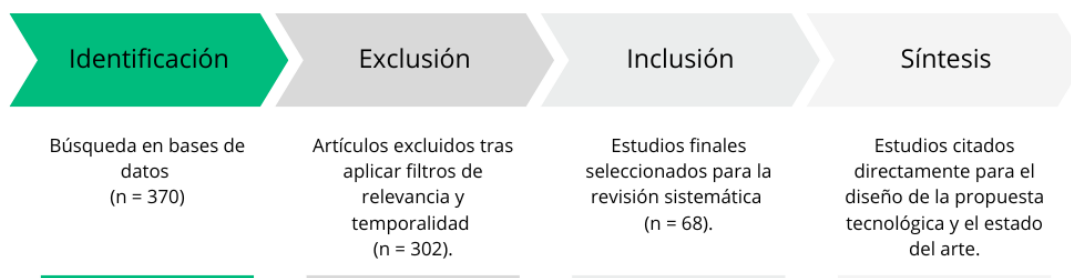 Identificación
Exclusión
Inclusión
Síntesis
Búsqueda en bases de
datos
(n = 370)
Artículos excluidos tras
aplicar filtros de
relevancia y
temporalidad
(n = 302).
Estudios finales
seleccionados para la
revisión sistemática
(n = 68).
Estudios citados
directamente para el
diseño de la propuesta
tecnológica y el estado
del arte.